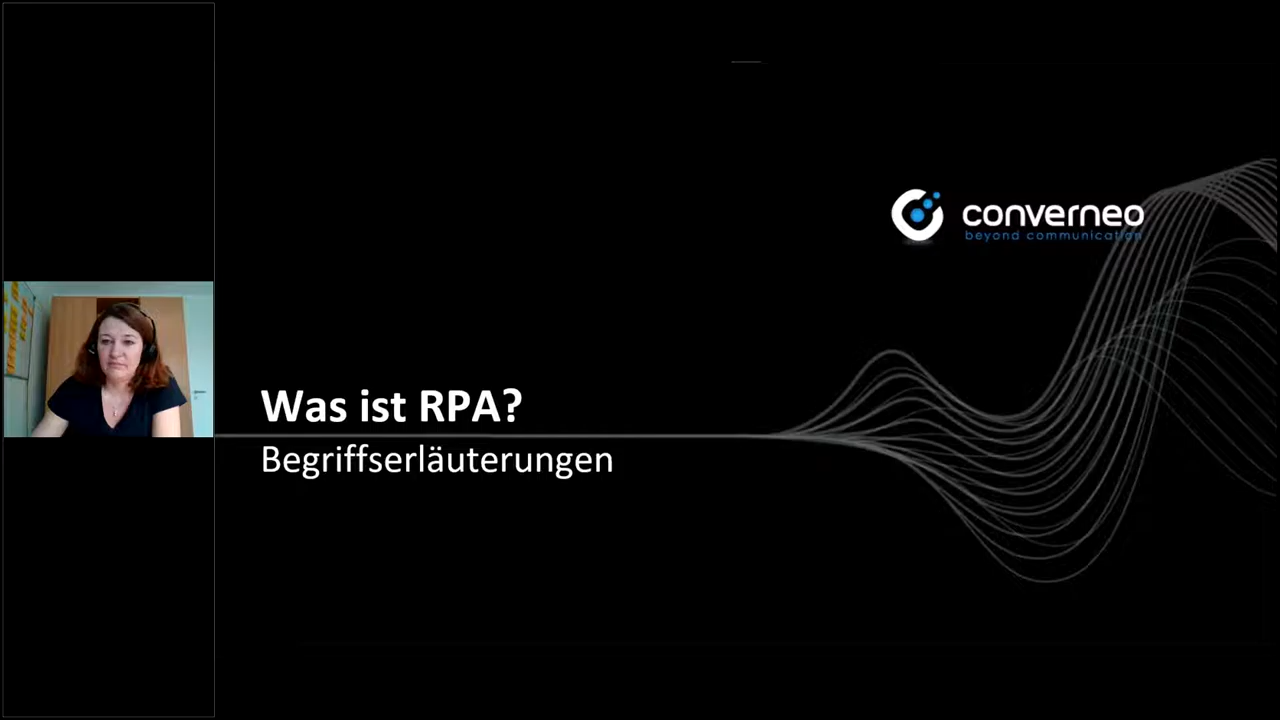 converneo
beyond communication
Was ist RPA?
Begriffserläuterungen